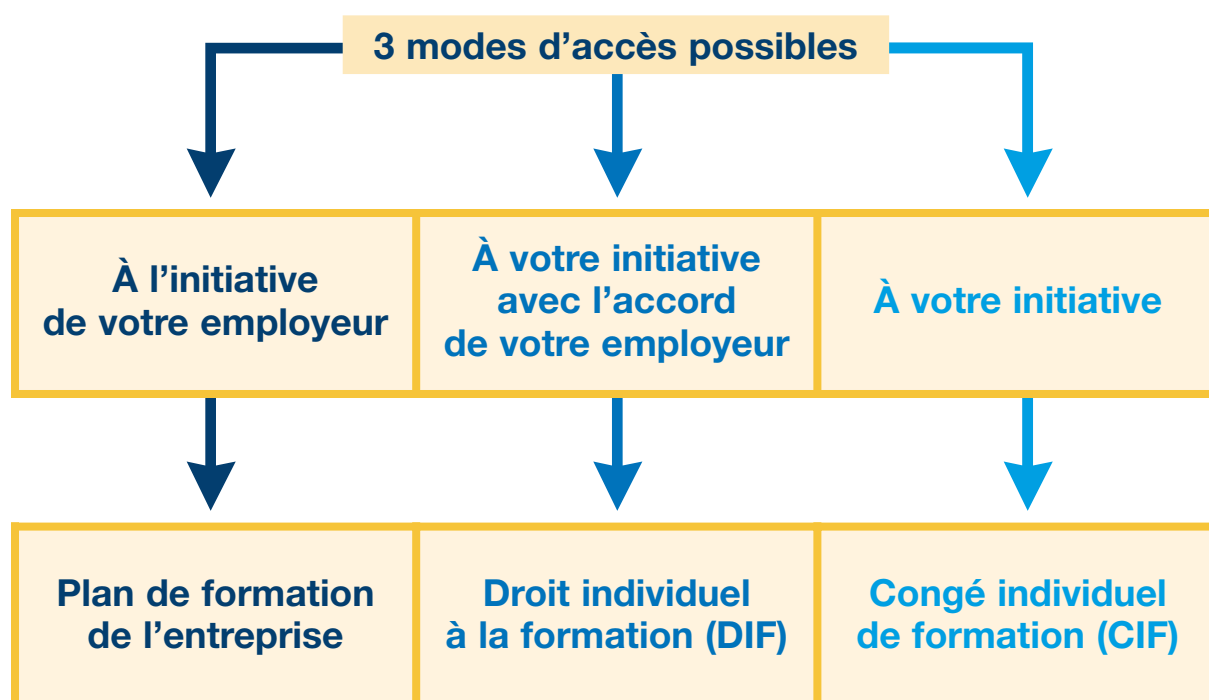 3 modes d’accès possibles
À l’initiative
de votre employeur
À votre initiative
avec l’accord
de votre employeur
À votre initiative
Plan de formation
de l’entreprise
Droit individuel
à la formation (DIF)
Congé individuel
de formation (CIF)